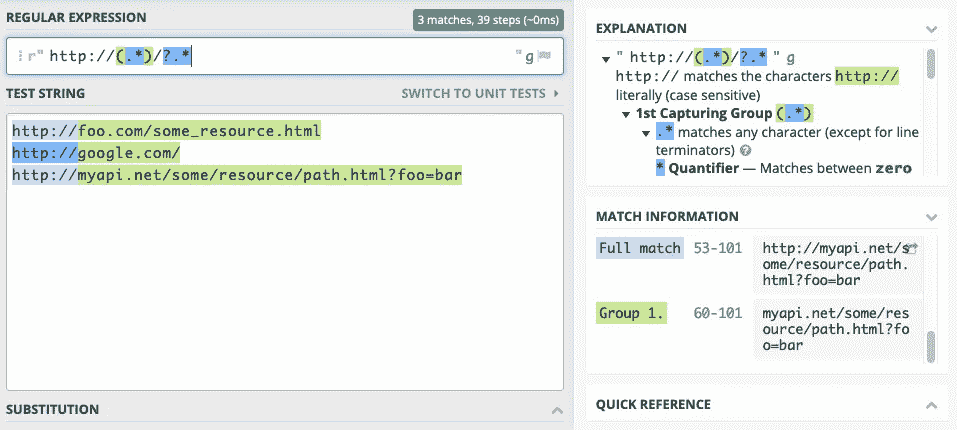 REGULAR EXPRESSION
3 matches, 39 steps (~0ms)
r" http://(.*)/?.* " g
TEST STRING
SWITCH TO UNIT TESTS
http://foo.com/some_resource.html
http://google.com/
http://myapi.net/some/resource/path.html?foo=bar
SUBSTITUTION
EXPLANATION
" http://(.*)/?.* " g
http:// matches the characters http://
literally (case sensitive)
1st Capturing Group (.*)
.* matches any character (except for line
terminators)
* Quantifier — Matches between zero
MATCH INFORMATION
Full match 53-101 http://myapi.net/s
ome/resource/path.
html?foo=bar
Group 1. 60-101 myapi.net/some/res
ource/path.html?fo
o=bar
QUICK REFERENCE